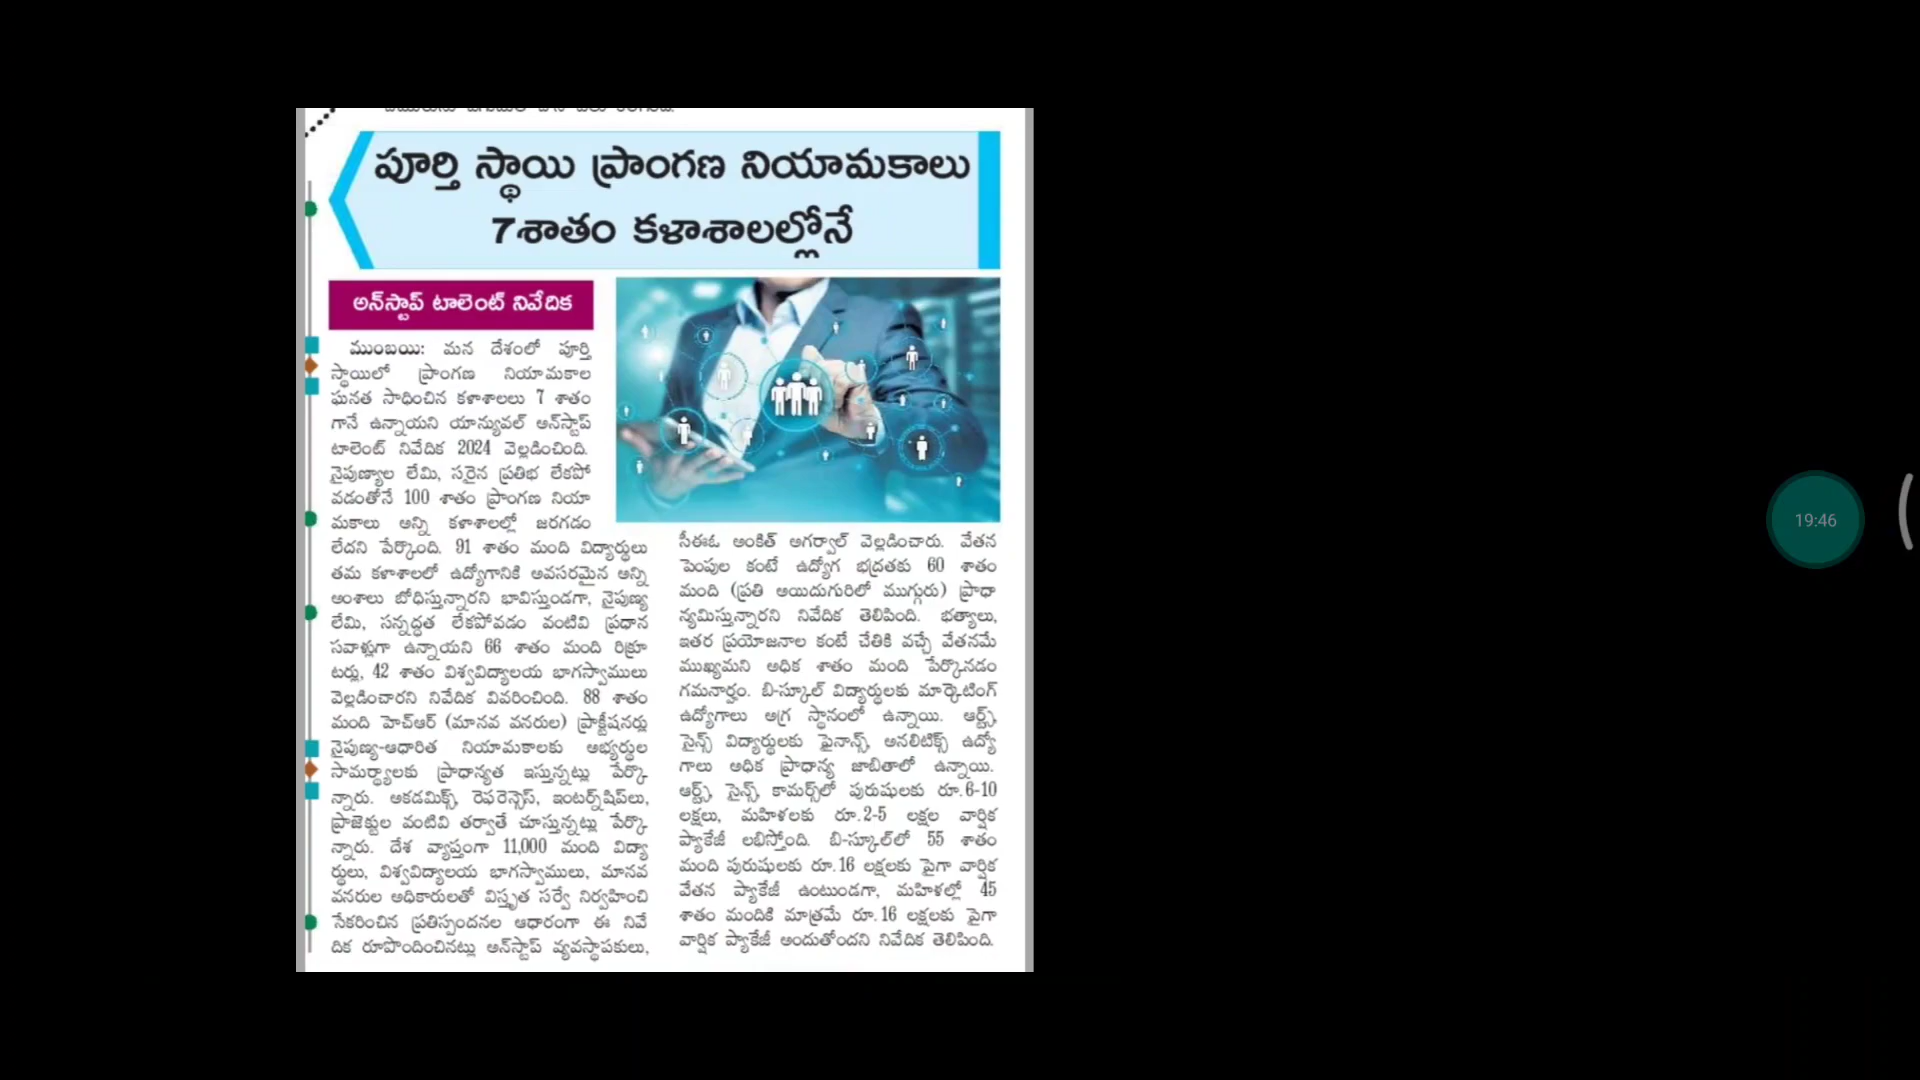 పూర్తి స్థాయి ప్రాంగణ నియామకాలు
7శాతం కళాశాలల్లోనే
అన్‌స్టాప్ టాలెంట్ నివేదిక
ముంబయి: మన దేశంలో పూర్తి
స్థాయిలో ప్రాంగణ నియామకాల
ఘనత సాధించిన కళాశాలలు 7 శాతం
గానే ఉన్నాయని యాన్యువల్ అన్‌స్టాప్
టాలెంట్ నివేదిక 2024 వెల్లడించింది.
నైపుణ్యాల లేమి, సరైన ప్రతిభ లేకపో
వడంతోనే 100 శాతం ప్రాంగణ నియా
మకాలు అన్ని కళాశాలల్లో జరగడం
లేదని పేర్కొంది. 91 శాతం మంది విద్యార్థులు
తమ కళాశాలలో ఉద్యోగానికి అవసరమైన అన్ని
అంశాలు బోధిస్తున్నారని భావిస్తుండగా, నైపుణ్య
లేమి, సన్నద్ధత లేకపోవడం వంటివి ప్రధాన
సవాళ్లుగా ఉన్నాయని 66 శాతం మంది రిక్రూ
టర్లు, 42 శాతం విశ్వవిద్యాలయ భాగస్వాములు
వెల్లడించారని నివేదిక వివరించింది. 88 శాతం
మంది హెచ్ఆర్ (మానవ వనరుల) ప్రాక్టీషనర్లు
నైపుణ్య-ఆధారిత నియామకాలకు అభ్యర్థుల
సామర్థ్యాలకు ప్రాధాన్యత ఇస్తున్నట్లు పేర్కొ
న్నారు. అకడమిక్స్, రెఫరెన్సెస్, ఇంటర్న్‌షిప్‌లు,
ప్రాజెక్టుల వంటివి తర్వాతే చూస్తున్నట్లు పేర్కొ
న్నారు. దేశ వ్యాప్తంగా 11,000 మంది విద్యా
ర్థులు, విశ్వవిద్యాలయ భాగస్వాములు, మానవ
వనరుల అధికారులతో విస్తృత సర్వే నిర్వహించి
సేకరించిన ప్రతిస్పందనల ఆధారంగా ఈ నివే
దిక రూపొందించినట్లు అన్‌స్టాప్ వ్యవస్థాపకులు,
సీఈఓ అంకిత్ అగర్వాల్ వెల్లడించారు. వేతన
పెంపుల కంటే ఉద్యోగ భద్రతకు 60 శాతం
మంది (ప్రతి అయిదుగురిలో ముగ్గురు) ప్రాధా
న్యమిస్తున్నారని నివేదిక తెలిపింది. భత్యాలు,
ఇతర ప్రయోజనాల కంటే చేతికి వచ్చే వేతనమే
ముఖ్యమని అధిక శాతం మంది పేర్కొనడం
గమనార్హం. బి-స్కూల్ విద్యార్థులకు మార్కెటింగ్
ఉద్యోగాలు అగ్ర స్థానంలో ఉన్నాయి. ఆర్ట్స్,
సైన్స్ విద్యార్థులకు ఫైనాన్స్, అనలిటిక్స్ ఉద్యో
గాలు అధిక ప్రాధాన్య జాబితాలో ఉన్నాయి.
ఆర్ట్స్, సైన్స్, కామర్స్‌లో పురుషులకు రూ.6-10
లక్షలు, మహిళలకు రూ.2-5 లక్షల వార్షిక
ప్యాకేజీ లభిస్తోంది. బి-స్కూల్‌లో 55 శాతం
మంది పురుషులకు రూ.16 లక్షలకు పైగా వార్షిక
వేతన ప్యాకేజీ ఉంటుండగా, మహిళల్లో 45
శాతం మందికి మాత్రమే రూ.16 లక్షలకు పైగా
వార్షిక ప్యాకేజీ అందుతోందని నివేదిక తెలిపింది.
19:46